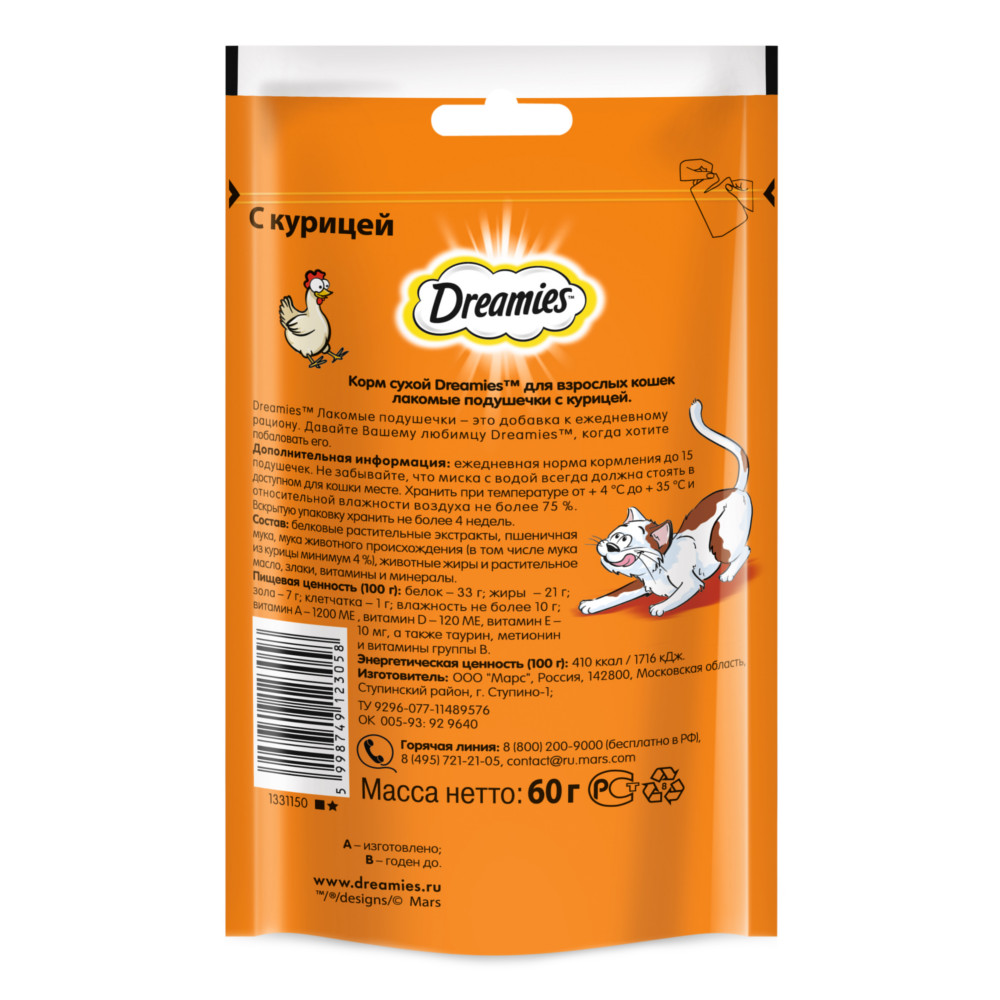 С курицей
Dreamies™
Корм сухой Dreamies™ для взрослых кошек
лакомые подушечки с курицей.
Dreamies™ Лакомые подушечки – это добавка к ежедневному
рациону. Давайте Вашему любимцу Dreamies™, когда хотите
побаловать его.
Дополнительная информация: ежедневная норма кормления до 15
подушечек. Не забывайте, что миска с водой всегда должна стоять в
доступном для кошки месте. Хранить при температуре от + 4 °C до + 35 °C и
относительной влажности воздуха не более 75 %.
Вскрытую упаковку хранить не более 4 недель.
Состав: белковые растительные экстракты, пшеничная
мука, мука животного происхождения (в том числе мука
из курицы минимум 4%), животные жиры и растительное
масло, злаки, витамины и минералы.
Пищевая ценность (100 г): белок – 33 г; жиры – 21 г;
зола – 7 г; клетчатка – 1 г; влажность не более 10 г;
витамин А – 1200 МЕ , витамин D – 120 МЕ, витамин Е –
10 мг, а также таурин, метионин
и витамины группы В.
Энергетическая ценность (100 г): 410 ккал / 1716 кДж.
Изготовитель: ООО "Марс", Россия, 142800, Московская область,
Ступинский район, г. Ступино-1;
ТУ 9296-077-11489576
ОК 005-93: 92 9640
Горячая линия: 8 (800) 200-9000 (бесплатно в РФ),
8 (495) 721-21-05, contact@ru.mars.com
5 998749 123058
1331150
Масса нетто: 60 г
РСТ
8
А – изготовлено;
В – годен до.
www.dreamies.ru
™/®/designs/© Mars